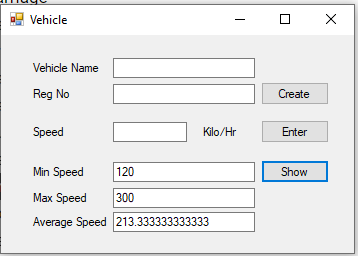 Vehicle
Vehicle Name
Reg No Create
Speed Kilo/Hr Enter
Min Speed 120 Show
Max Speed 300
Average Speed 213.333333333333